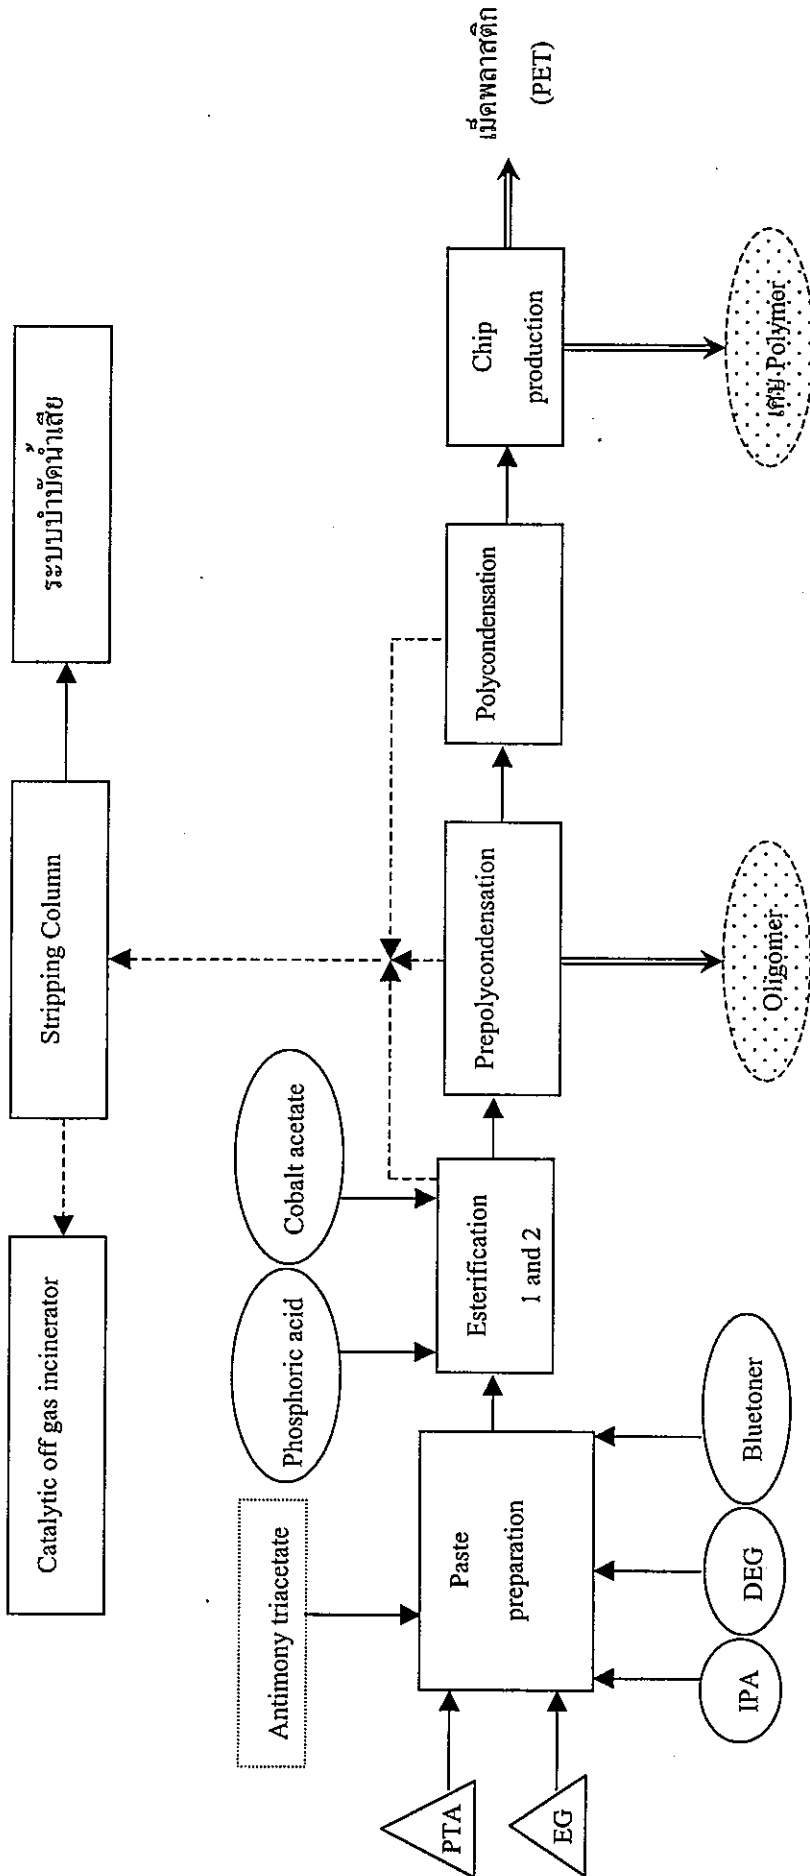 Catalytic off gas incinerator
Stripping Column
ระบบบำบัดน้ำเสีย
Antimony triacetate
Phosphoric acid
Cobalt acetate
PTA
EG
Paste
preparation
Esterification
1 and 2
Prepolycondensation
Polycondensation
Chip
production
เม็ดพลาสติก
(PET)
IPA
DEG
Bluetoner
Oligomer
เศษ Polymer